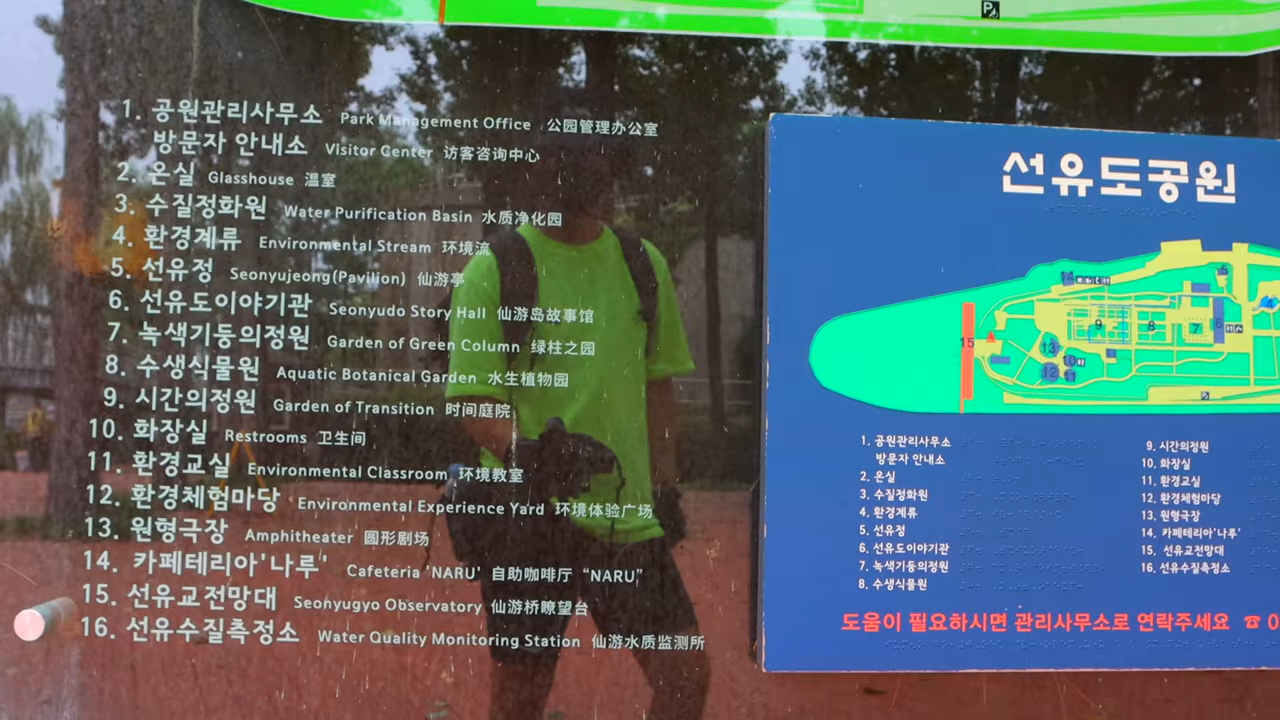 1. 공원관리사무소 Park Management Office 公园管理办公室
방문자 안내소 Visitor Center 访客咨询中心
2. 온실 Glasshouse 温室
3. 수질정화원 Water Purification Basin 水质净化园
4. 환경계류 Environmental Stream 环境流
5. 선유정 Seonyujeong(Pavilion) 仙游亭
6. 선유도이야기관 Seonyudo Story Hall 仙游岛故事馆
7. 녹색기둥의정원 Garden of Green Column 绿柱之园
8. 수생식물원 Aquatic Botanical Garden 水生植物园
9. 시간의정원 Garden of Transition 时间庭院
10. 화장실 Restrooms 卫生间
11. 환경교실 Environmental Classroom 环境教室
12. 환경체험마당 Environmental Experience Yard 环境体验广场
13. 원형극장 Amphitheater 圆形剧场
14. 카페테리아'나루' Cafeteria 'NARU' 自助咖啡厅 “NARU”
15. 선유교전망대 Seonyugyo Observatory 仙游桥瞭望台
16. 선유수질측정소 Water Quality Monitoring Station 仙游水质监测所
선유도공원
14
5
4
15
9
8
7
6
13
10
12
11
1. 공원관리사무소
방문자 안내소
2. 온실
3. 수질정화원
4. 환경계류
5. 선유정
6. 선유도이야기관
7. 녹색기둥의정원
8. 수생식물원
9. 시간의정원
10. 화장실
11. 환경교실
12. 환경체험마당
13. 원형극장
14. 카페테리아'나루'
15. 선유교전망대
16. 선유수질측정소
도움이 필요하시면 관리사무소로 연락주세요 ☎ 0